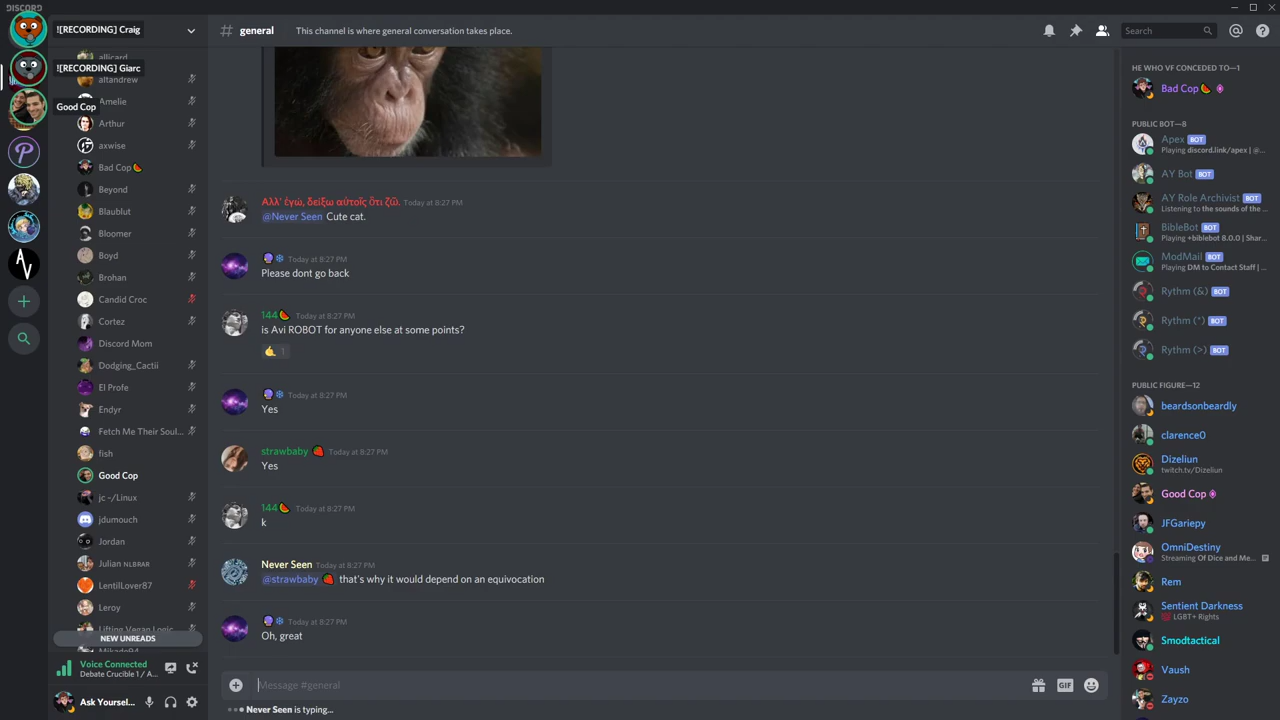 DISCORD
![RECORDING] Craig
![RECORDING] Giarc
Good Cop
allicard
altandrew
Amelie
Arthur
axwise
Bad Cop🍉
Beyond
Blaublut
Bloomer
Boyd
Brohan
Candid Croc
Cortez
Discord Mom
Dodging_Cactii
El Profe
Endyr
Fetch Me Their Soul...
fish
Good Cop
jc ~/Linux
jdumouch
Jordan
Julian ɴʟʙʀᴀʀ
LentilLover87
Leroy
Lifting Vegan Logic
NEW UNREADS
Voice Connected
Debate Crucible 1 / A...
Ask Yoursel...
# general
This channel is where general conversation takes place.
Search
Αλλ' ἐγώ, δείξω αὐτοῖς ὅτι ζῶ. Today at 8:27 PM
@Never Seen Cute cat.
Today at 8:27 PM
Please dont go back
144🍉 Today at 8:27 PM
is Avi ROBOT for anyone else at some points?
1
Today at 8:27 PM
Yes
strawbaby 🍓 Today at 8:27 PM
Yes
144🍉 Today at 8:27 PM
k
Never Seen Today at 8:27 PM
@strawbaby 🍓 that's why it would depend on an equivocation
Today at 8:27 PM
Oh, great
Message #general
GIF
Never Seen is typing...
HE WHO VF CONCEDED TO—1
Bad Cop🍉
PUBLIC BOT—8
Apex BOT
Playing discord.link/apex | @...
AY Bot BOT
AY Role Archivist BOT
Listening to the sounds of the ...
BibleBot BOT
Playing +biblebot 8.0.0 | Shar...
ModMail BOT
Playing DM to Contact Staff | ...
Rythm (&) BOT
Rythm (*) BOT
Rythm (>) BOT
PUBLIC FIGURE—12
beardsonbeardly
clarence0
Dizeliun
twitch.tv/Dizeliun
Good Cop
JFGariepy
OmniDestiny
Streaming Of Dice and Me...
Rem
Sentient Darkness
LGBT+ Rights
Smodtactical
Vaush
Zayzo